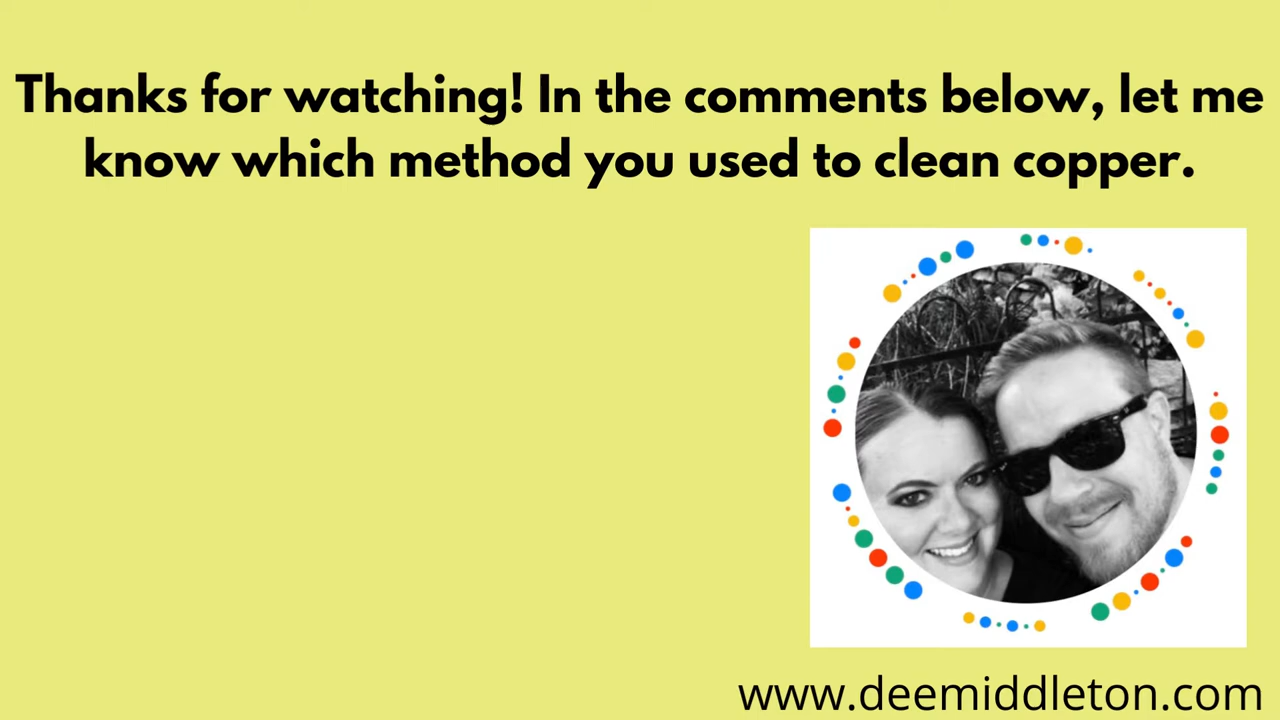 Thanks for watching! In the comments below, let me
know which method you used to clean copper.
www.deemiddleton.com